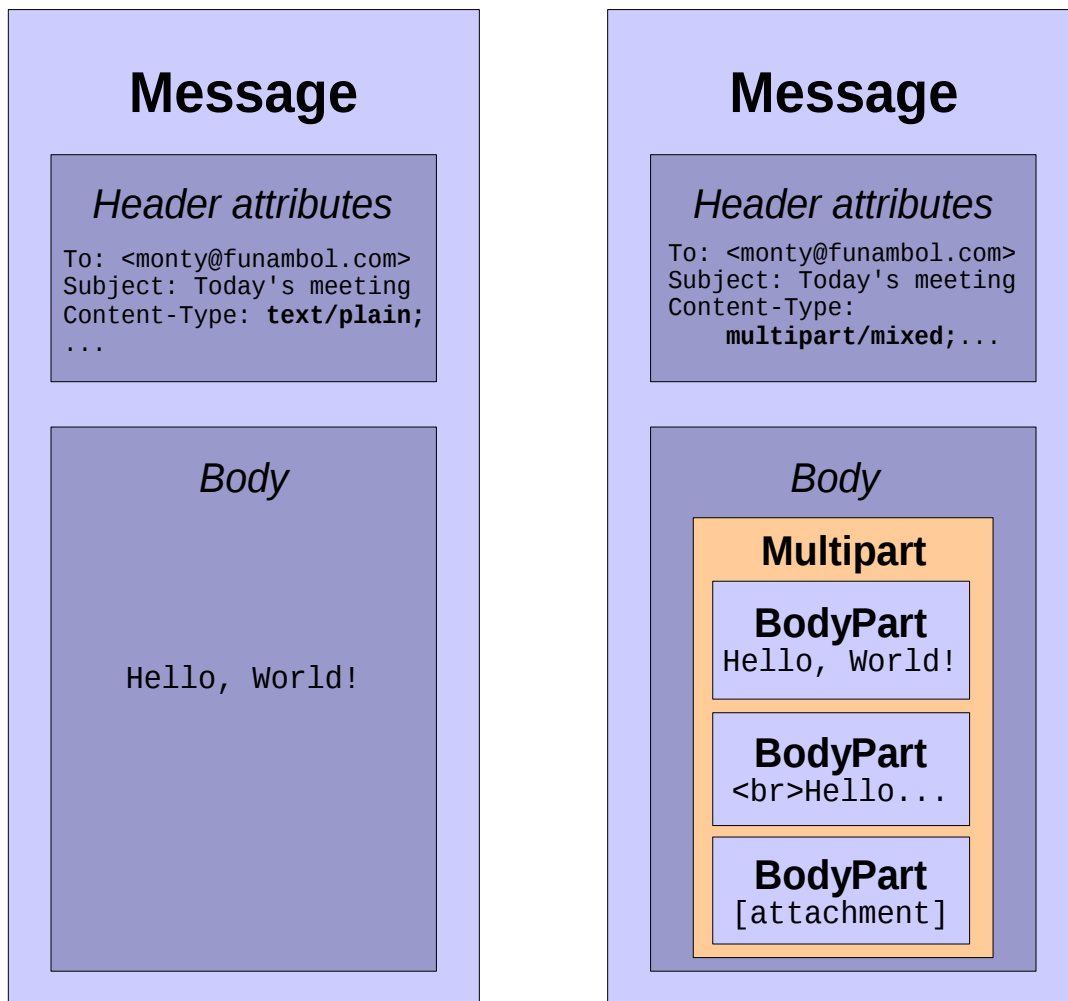 Message
Header attributes
To: <monty@funambol.com>
Subject: Today's meeting
Content-Type: text/plain;
...
Body
Hello, World!
Message
Header attributes
To: <monty@funambol.com>
Subject: Today's meeting
Content-Type:
multipart/mixed;...
Body
Multipart
BodyPart
Hello, World!
BodyPart
<br>Hello...
BodyPart
[attachment]